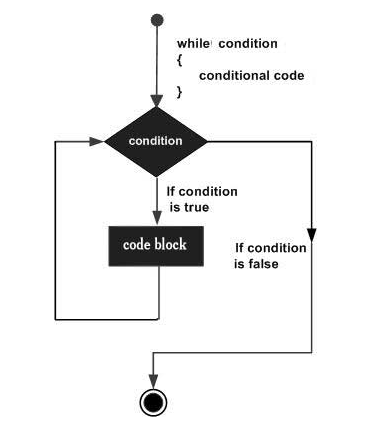 while condition
{
conditional code
}
condition
If condition
is true
code block
If condition
is false